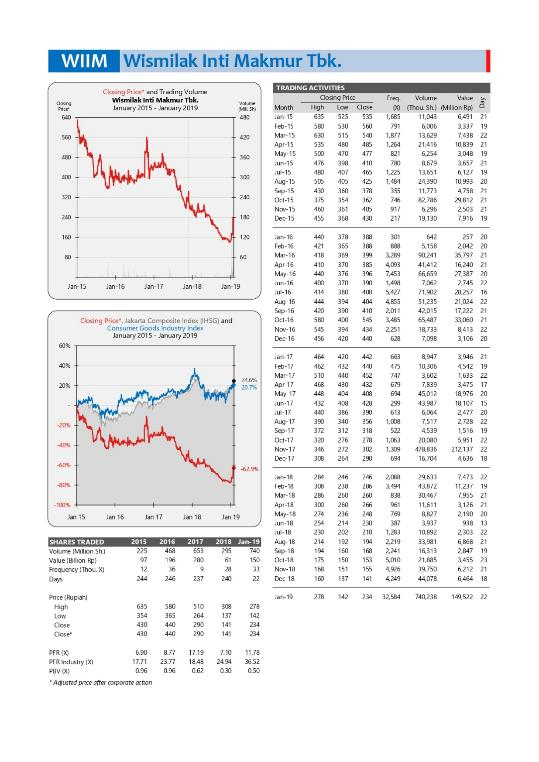 WIIM Wismilak Inti Makmur Tbk.
Closing Price* and Trading Volume
Wismilak Inti Makmur Tbk.
January 2015 - January 2019
Closing Price*
Volume (Mill. Sh)
640 480
560 420
480 360
400 300
320 240
240 180
160 120
80 60
Jan-15 Jan-16 Jan-17 Jan-18 Jan-19
Closing Price*, Jakarta Composite Index (IHSG) and
Consumer Goods Industry Index
January 2015 - January 2019
60%
40%
20%
-
-20%
-40%
-60%
-80%
-100%
24.6%
20.7%
-62.9%
Jan 15 Jan 16 Jan 17 Jan 18 Jan 19
SHARES TRADED 2015 2016 2017 2018 Jan-19
Volume (Million Sh.) 225 468 653 295 740
Value (Billion Rp) 97 196 280 61 150
Frequency (Thou. X) 12 36 9 28 33
Days 244 246 237 240 22
Price (Rupiah)
High 635 580 510 308 278
Low 354 365 264 137 142
Close 430 440 290 141 234
Close* 430 440 290 141 234
PER (X) 6.90 8.77 17.19 7.10 11.78
PER Industry (X) 17.71 23.77 18.48 24.94 36.52
PBV (X) 0.96 0.96 0.62 0.30 0.50
* Adjusted price after corporate action
TRADING ACTIVITIES
Closing Price Freq. Volume Value Day
Month High Low Close (X) (Thou. Sh.) (Million Rp)
Jan-15 635 525 535 1,685 11,043 6,491 21
Feb-15 580 530 560 791 6,006 3,337 19
Mar-15 630 515 540 1,877 13,629 7,438 22
Apr-15 535 480 485 1,264 21,416 10,839 21
May-15 500 470 477 821 6,254 3,048 19
Jun-15 476 398 410 780 8,679 3,657 21
Jul-15 480 407 465 1,225 13,651 6,127 19
Aug-15 505 405 425 1,484 24,390 10,993 20
Sep-15 430 360 378 355 11,773 4,758 21
Oct-15 375 354 362 746 82,786 29,812 21
Nov-15 460 361 405 917 6,296 2,503 21
Dec-15 455 368 430 217 19,130 7,916 19
Jan-16 440 378 388 301 642 257 20
Feb-16 421 365 388 888 5,158 2,042 20
Mar-16 418 369 399 3,289 90,241 35,797 21
Apr-16 410 370 385 4,093 41,412 16,240 21
May-16 440 376 396 7,453 66,659 27,387 20
Jun-16 400 370 390 1,498 7,062 2,745 22
Jul-16 414 380 400 5,427 71,902 28,257 16
Aug-16 444 394 404 4,855 51,235 21,024 22
Sep-16 420 390 410 2,011 42,015 17,222 21
Oct-16 580 400 545 3,485 65,487 33,060 21
Nov-16 545 394 434 2,251 18,733 8,413 22
Dec-16 456 420 440 628 7,098 3,106 20
Jan-17 464 420 442 663 8,947 3,946 21
Feb-17 462 432 440 475 10,306 4,542 19
Mar-17 510 440 452 747 3,602 1,633 22
Apr-17 468 430 432 679 7,839 3,475 17
May-17 448 404 408 694 45,012 18,976 20
Jun-17 432 408 428 299 43,987 18,107 15
Jul-17 440 386 390 613 6,064 2,477 20
Aug-17 390 340 356 1,008 7,517 2,728 22
Sep-17 372 312 318 522 4,539 1,516 19
Oct-17 320 276 278 1,063 20,080 5,951 22
Nov-17 346 272 302 1,309 478,836 212,137 22
Dec-17 308 264 290 694 16,704 4,636 18
Jan-18 284 246 246 2,088 29,633 7,473 22
Feb-18 308 238 286 3,494 43,872 11,237 19
Mar-18 286 260 260 838 30,467 7,955 21
Apr-18 300 260 266 961 11,611 3,126 21
May-18 274 236 248 769 8,827 2,190 20
Jun-18 254 214 230 387 3,937 938 13
Jul-18 230 202 210 1,283 10,892 2,303 22
Aug-18 214 192 194 2,219 33,981 6,868 21
Sep-18 194 160 168 2,241 16,313 2,847 19
Oct-18 175 150 153 5,010 21,885 3,455 23
Nov-18 168 151 155 4,926 39,750 6,212 21
Dec-18 160 137 141 4,249 44,078 6,464 18
Jan-19 278 142 234 32,584 740,238 149,522 22